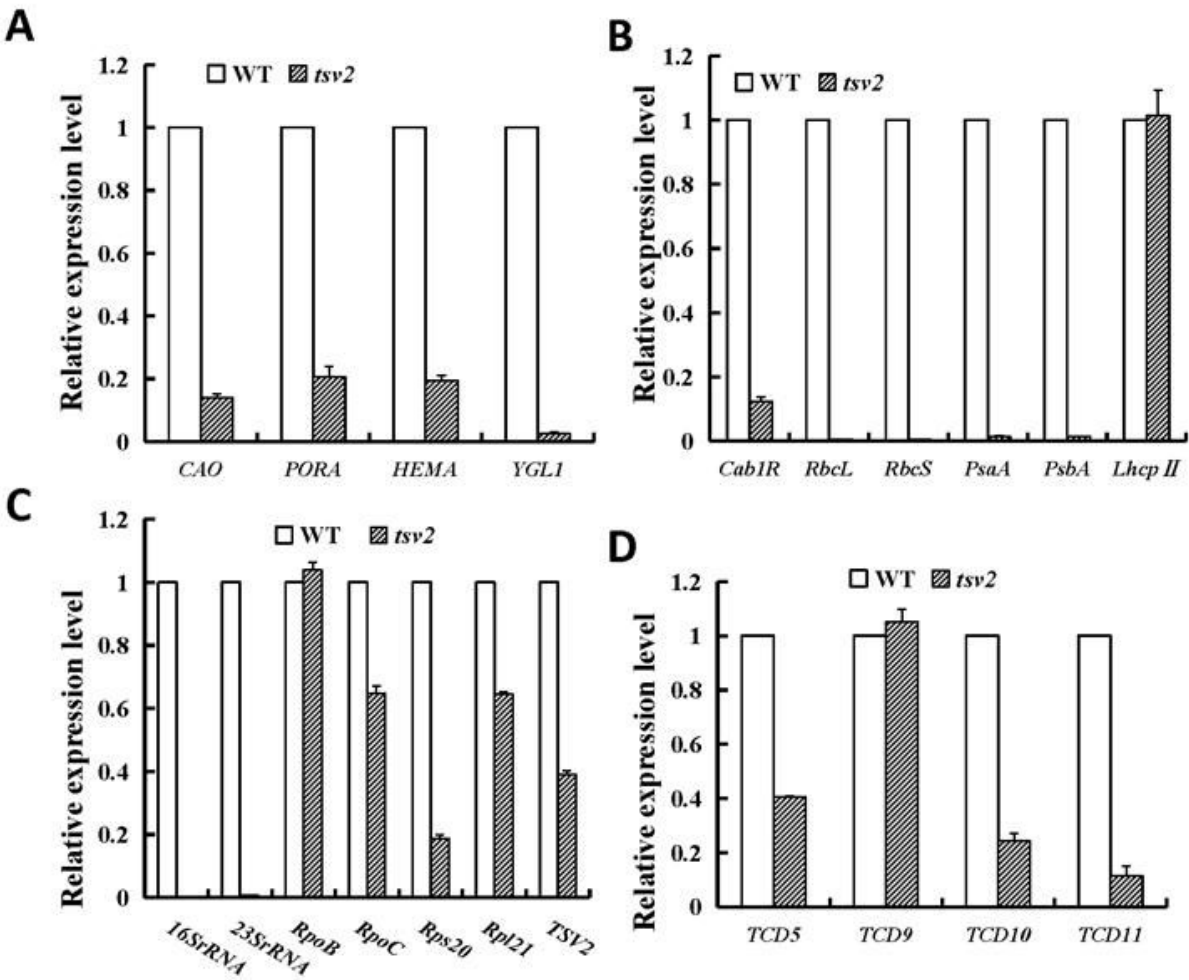 A
Relative expression level
1.2
1
0.8
0.6
0.4
0.2
0
WT tsv2
CAO PORA HEMA YGL1
B
Relative expression level
1.2
1
0.8
0.6
0.4
0.2
0
WT tsv2
Cab1R RbcL RbcS PsaA PsbA Lhcp II
C
Relative expression level
1.2
1
0.8
0.6
0.4
0.2
0
WT tsv2
16SrRNA 23SrRNA RpoB RpoC Rps20 Rpl21 TSV2
D
Relative expression level
1.2
1
0.8
0.6
0.4
0.2
0
WT tsv2
TCD5 TCD9 TCD10 TCD11